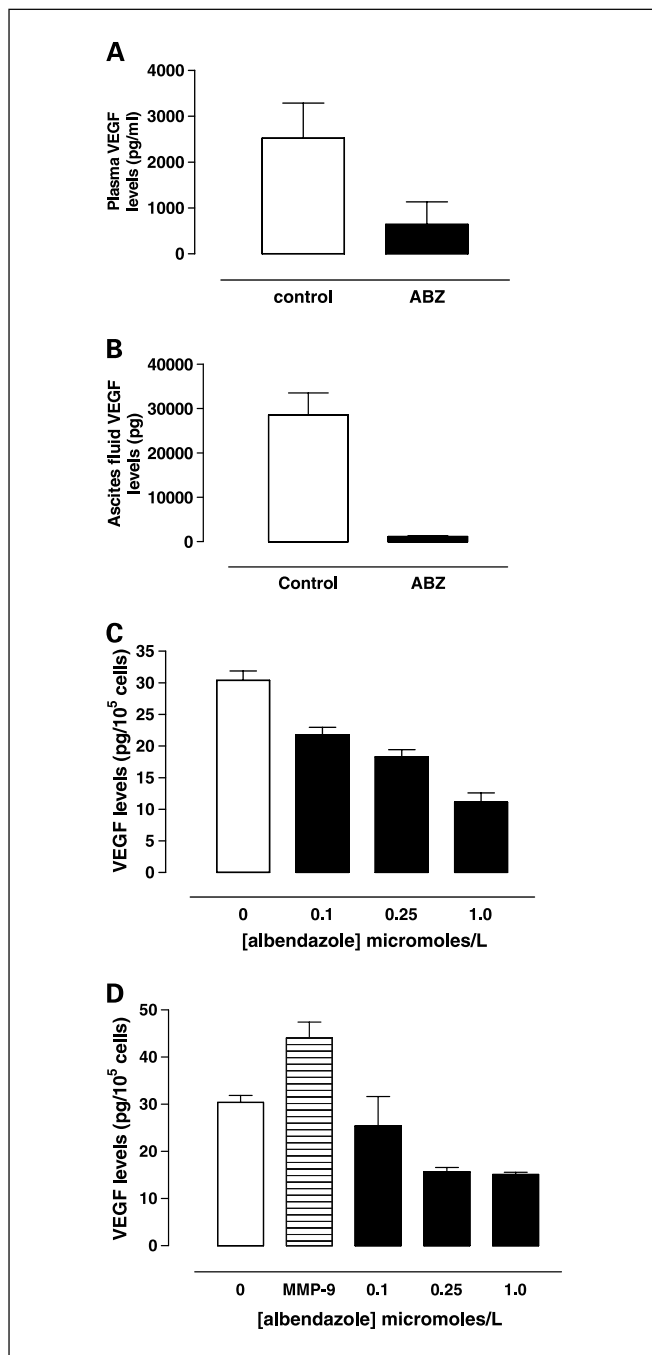 A
Plasma VEGF
levels (pg/ml)
4000
3000
2000
1000
0
control ABZ
B
Ascites fluid VEGF
levels (pg)
40000
30000
20000
10000
0
Control ABZ
C
VEGF levels (pg/10⁵ cells)
35
30
25
20
15
10
5
0
0 0.1 0.25 1.0
[albendazole] micromoles/L
D
VEGF levels (pg/10⁵ cells)
50
40
30
20
10
0
0 MMP-9 0.1 0.25 1.0
[albendazole] micromoles/L